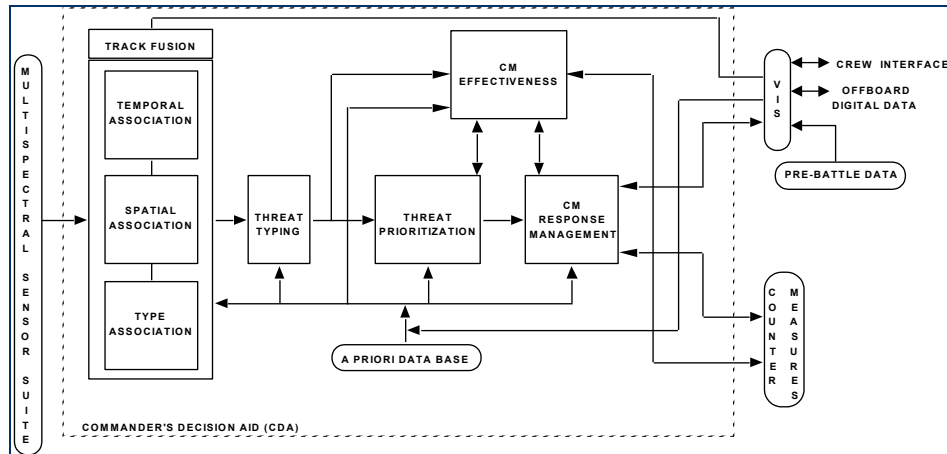 MULTISPECTRAL SENSOR SUITE
TRACK FUSION
TEMPORAL
ASSOCIATION
SPATIAL
ASSOCIATION
TYPE
ASSOCIATION
THREAT
TYPING
THREAT
PRIORITIZATION
CM
EFFECTIVENESS
CM
RESPONSE
MANAGEMENT
A PRIORI DATA BASE
COMMANDER'S DECISION AID (CDA)
VIS
CREW INTERFACE
OFFBOARD
DIGITAL DATA
PRE-BATTLE DATA
COUNTER
MEASURES